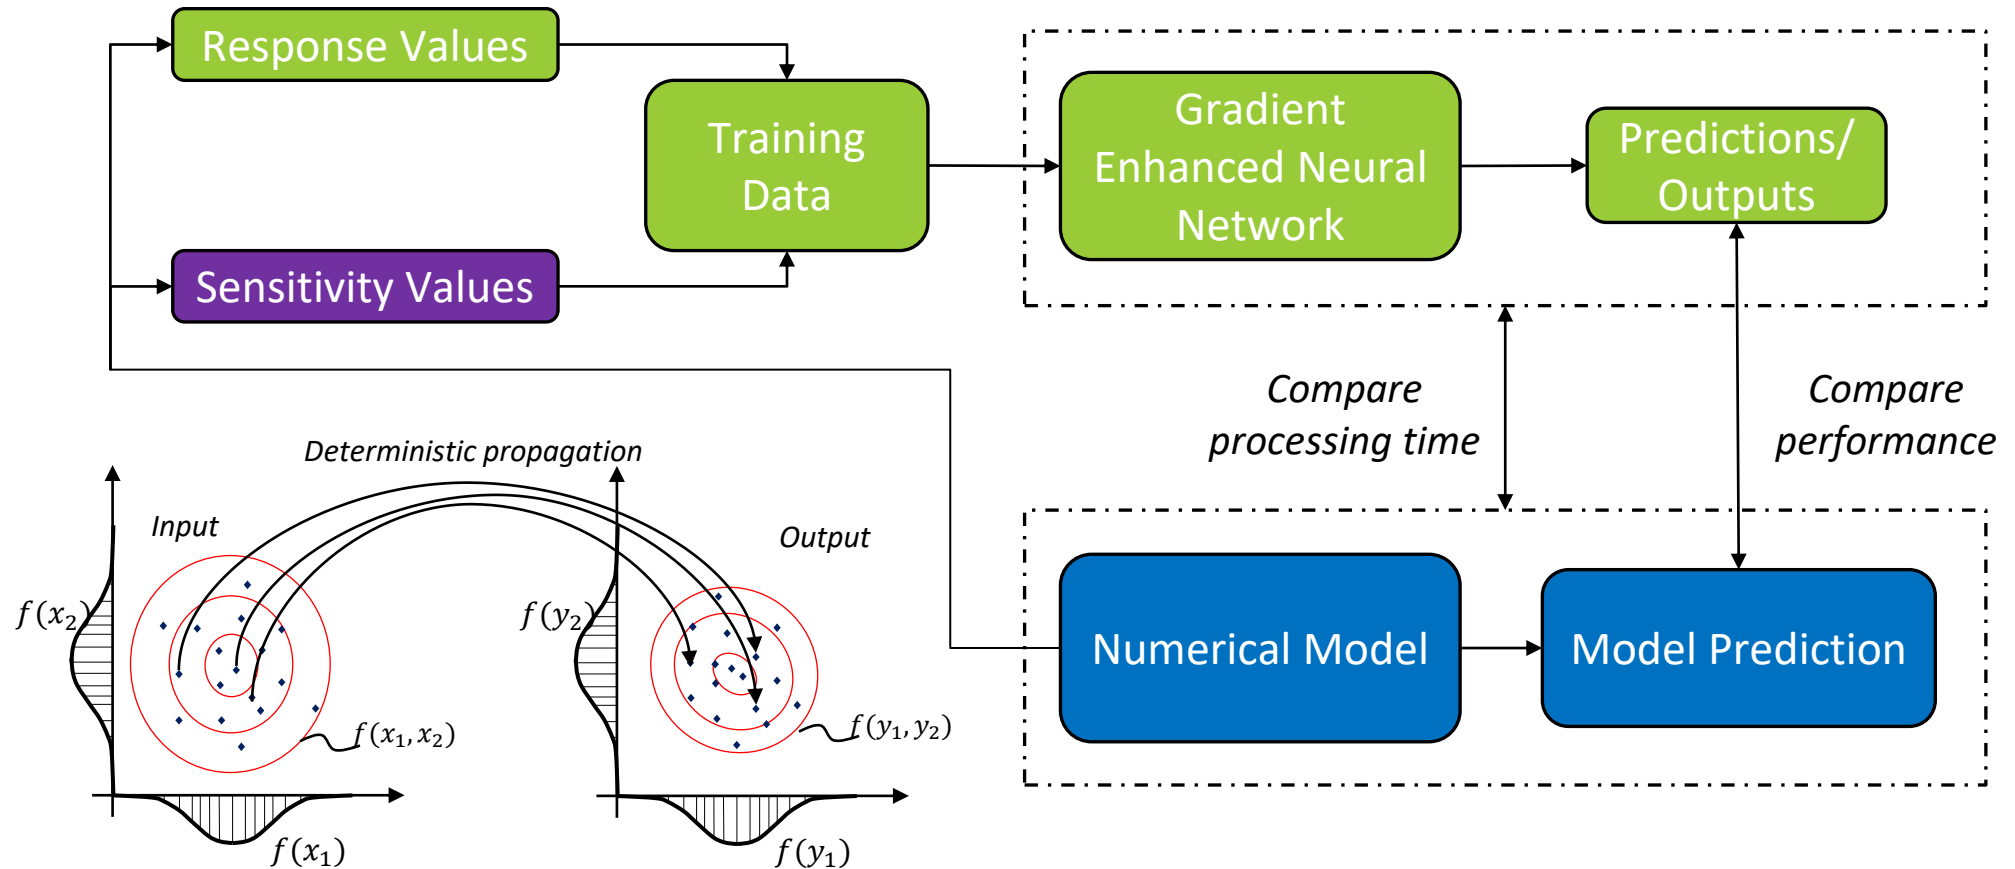 Response Values
Training
Data
Sensitivity Values
Gradient
Enhanced Neural
Network
Predictions/
Outputs
Compare
processing time
Compare
performance
Deterministic propagation
Input
Output
f(x₂)
f(y₂)
f(x₁, x₂)
f(y₁, y₂)
f(x₁)
f(y₁)
Numerical Model
Model Prediction